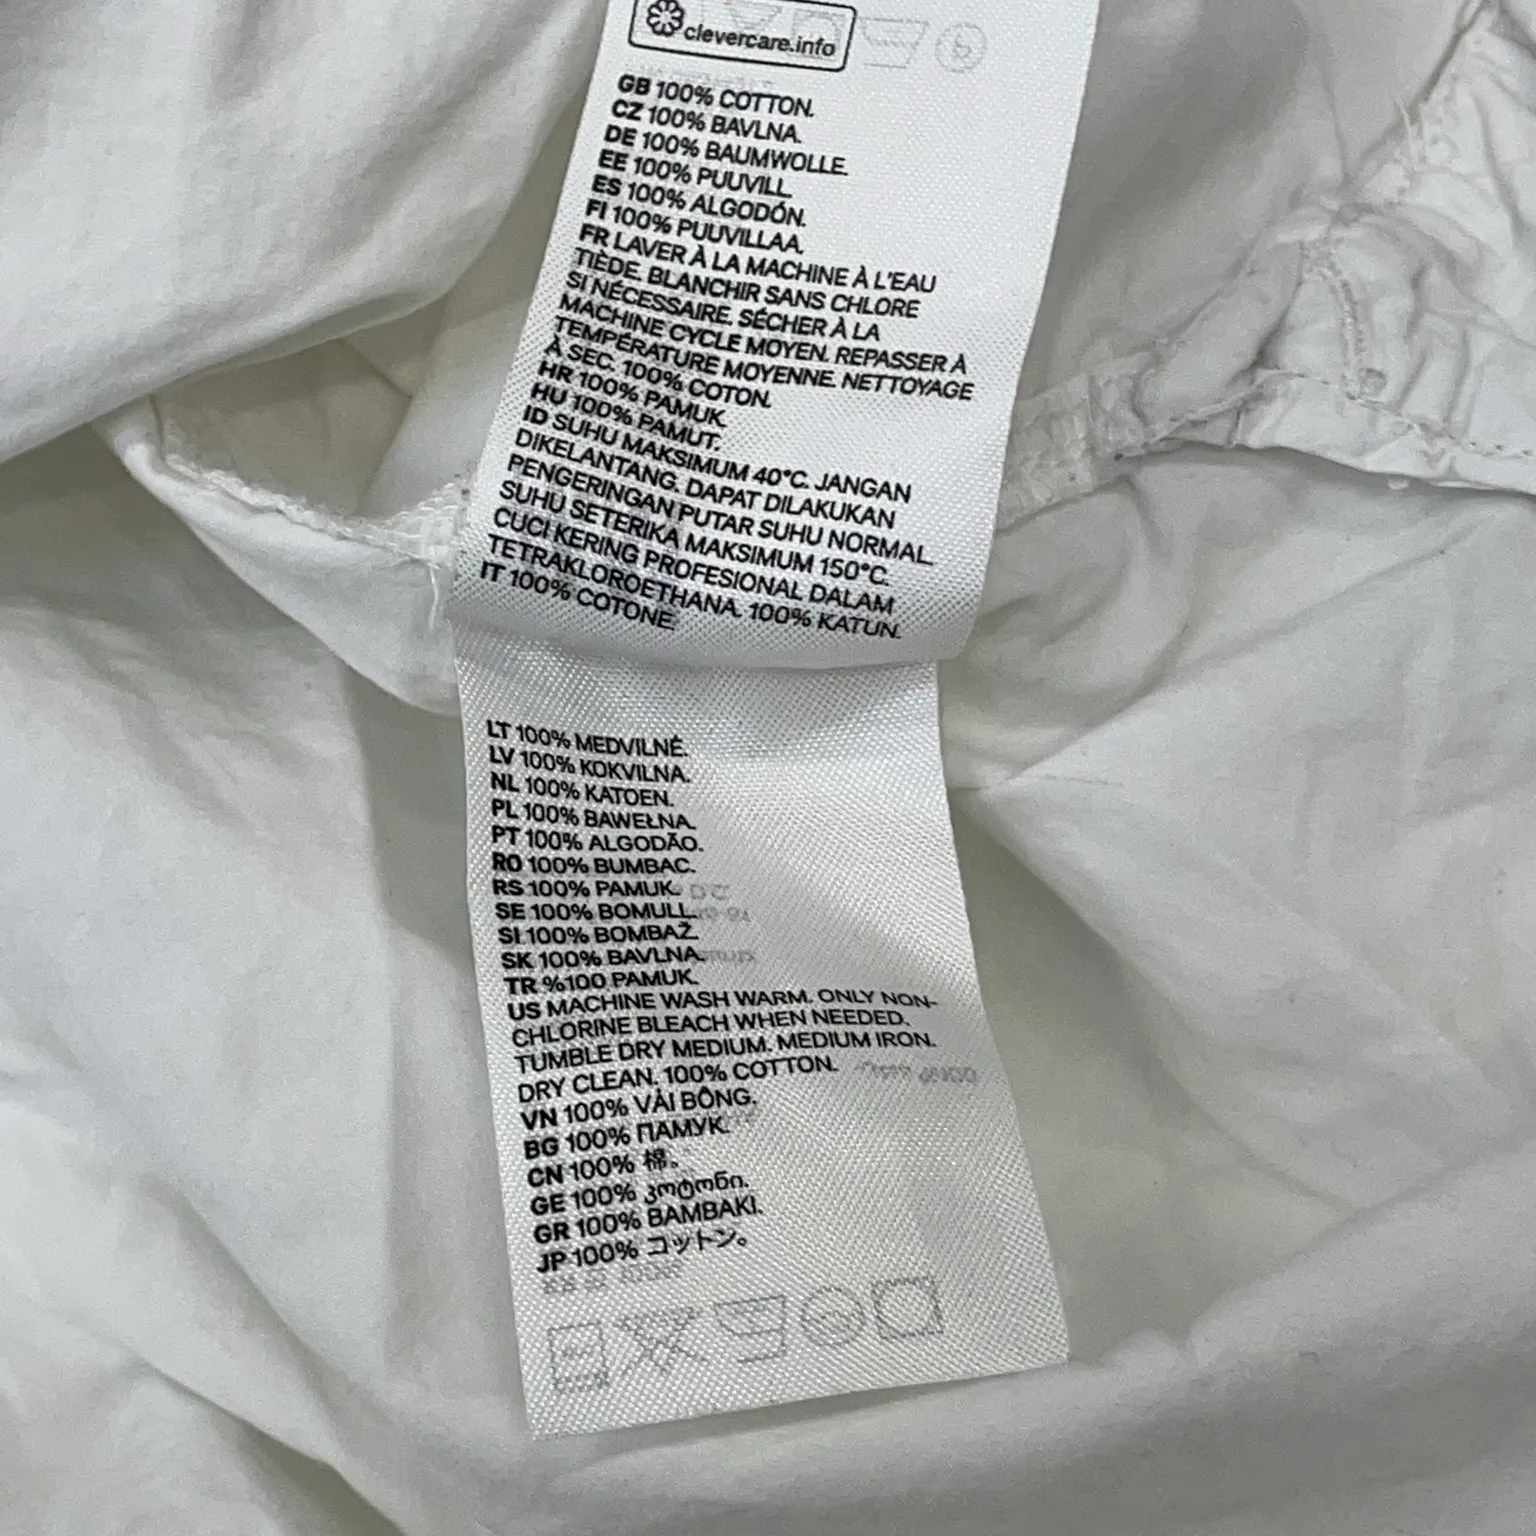 clevercare.info
GB 100% COTTON.
CZ 100% BAVLNA.
DE 100% BAUMWOLLE.
EE 100% PUUVILL.
ES 100% ALGODÓN.
FI 100% PUUVILLAA.
FR LAVER À LA MACHINE À L'EAU
TIÈDE. BLANCHIR SANS CHLORE
SI NÉCESSAIRE. SÉCHER À LA
MACHINE CYCLE MOYEN. REPASSER À
TEMPÉRATURE MOYENNE. NETTOYAGE
À SEC. 100% COTON.
HR 100% PAMUK.
HU 100% PAMUT.
ID SUHU MAKSIMUM 40°C. JANGAN
DIKELANTANG. DAPAT DILAKUKAN
PENGERINGAN PUTAR SUHU NORMAL.
SUHU SETERIKA MAKSIMUM 150°C.
CUCI KERING PROFESIONAL DALAM
TETRAKLOROETHANA. 100% KATUN.
IT 100% COTONE.
LT 100% MEDVILNĖ.
LV 100% KOKVILNA.
NL 100% KATOEN.
PL 100% BAWEŁNA.
PT 100% ALGODÃO.
RO 100% BUMBAC.
RS 100% PAMUK.
SE 100% BOMULL.
SI 100% BOMBAŽ.
SK 100% BAVLNA.
TR %100 PAMUK.
US MACHINE WASH WARM. ONLY NON-
CHLORINE BLEACH WHEN NEEDED.
TUMBLE DRY MEDIUM. MEDIUM IRON.
DRY CLEAN. 100% COTTON.
VN 100% VẢI BÔNG.
BG 100% ПАМУК.
CN 100% 棉。
GE 100% კოტონი.
GR 100% ΒΑΜΒΑΚΙ.
JP 100% コットン。